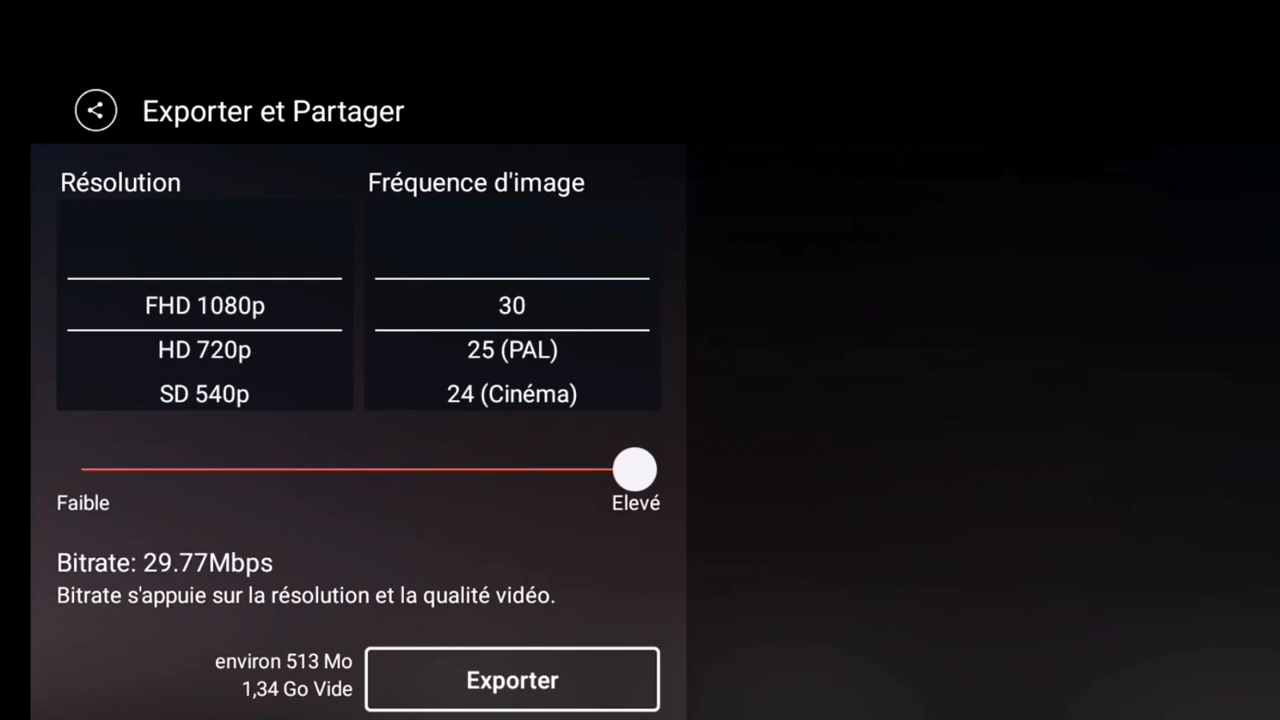 Exporter et Partager
Résolution
Fréquence d'image
FHD 1080p
30
HD 720p
25 (PAL)
SD 540p
24 (Cinéma)
Faible
Elevé
Bitrate: 29.77Mbps
Bitrate s'appuie sur la résolution et la qualité vidéo.
environ 513 Mo
1,34 Go Vide
Exporter